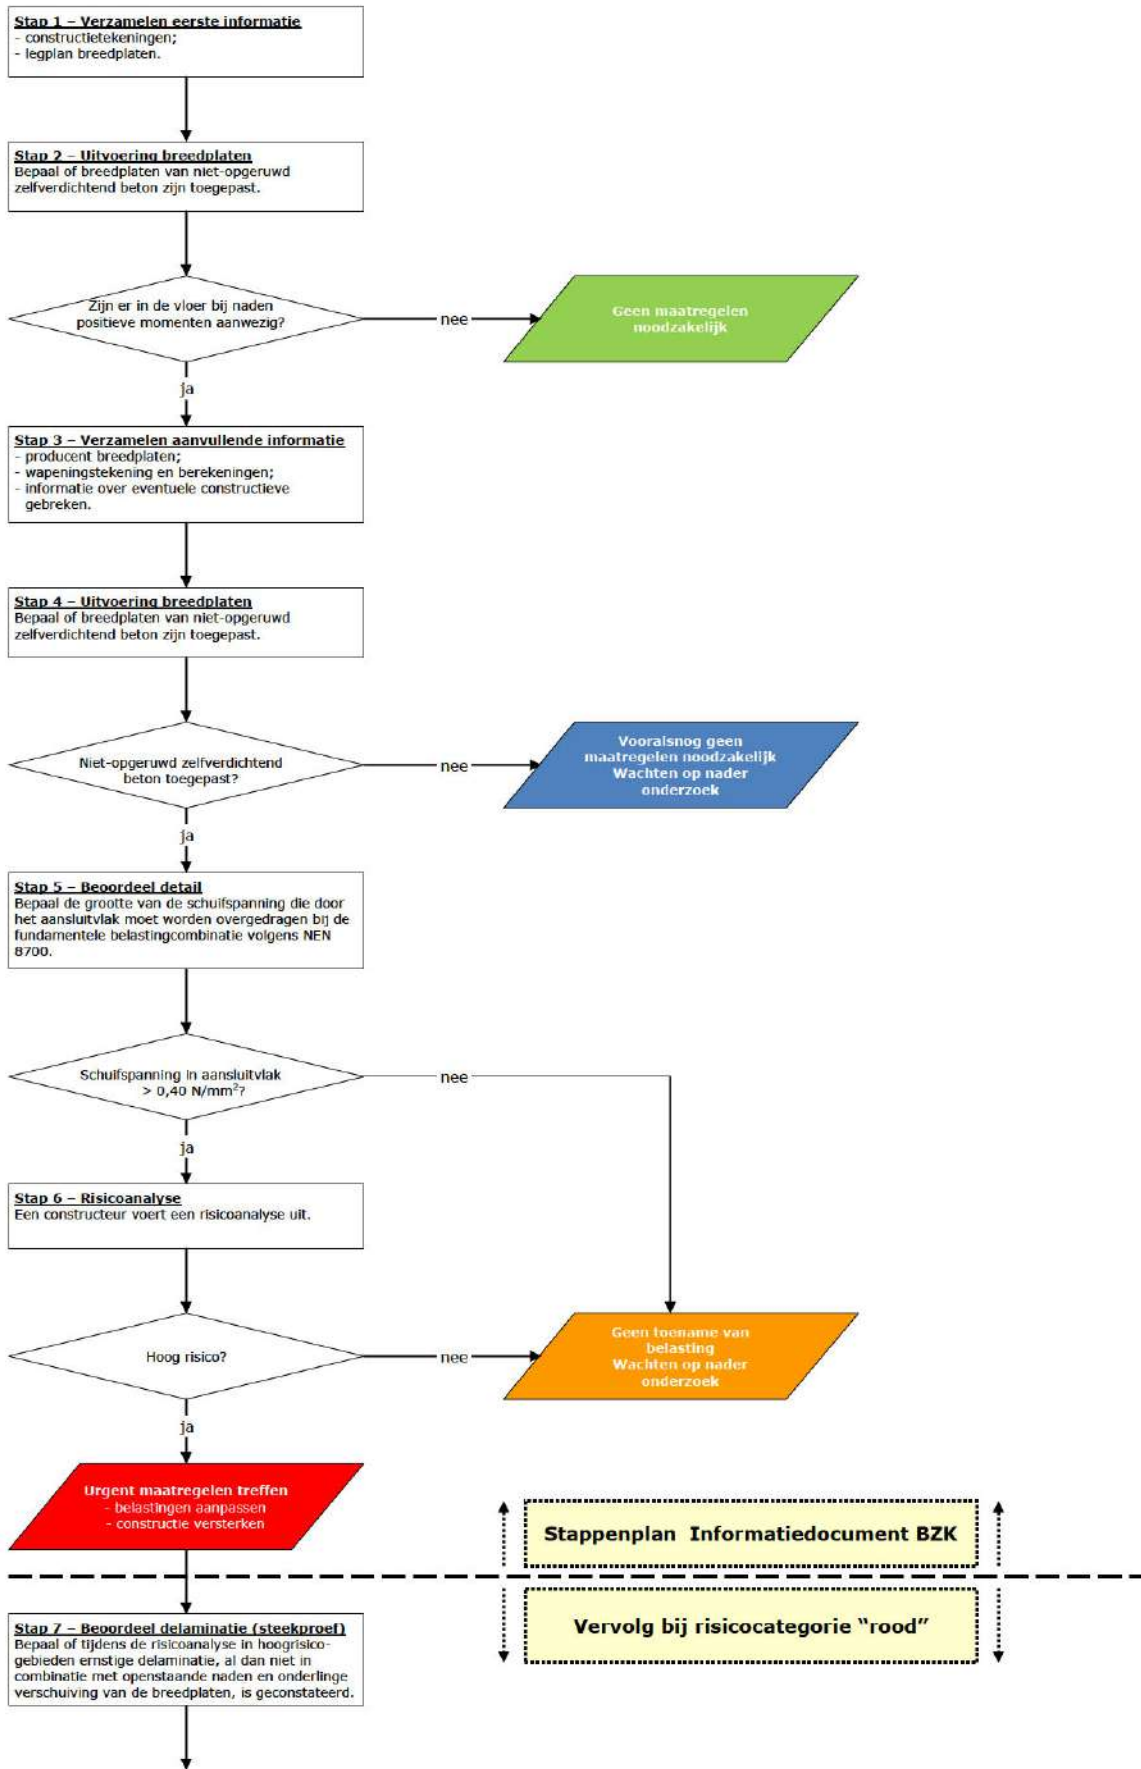 Stap 1 – Verzamelen eerste informatie
- constructietekeningen;
- legplan breedplaten.
Stap 2 – Uitvoering breedplaten
Bepaal of breedplaten van niet-opgeruwd
zelfverdichtend beton zijn toegepast.
Zijn er in de vloer bij naden
positieve momenten aanwezig?
nee
Geen maatregelen
noodzakelijk
ja
Stap 3 – Verzamelen aanvullende informatie
- producent breedplaten;
- wapeningstekening en berekeningen;
- informatie over eventuele constructieve
gebreken.
Stap 4 – Uitvoering breedplaten
Bepaal of breedplaten van niet-opgeruwd
zelfverdichtend beton zijn toegepast.
Niet-opgeruwd zelfverdichtend
beton toegepast?
nee
Vooralsnog geen
maatregelen noodzakelijk
Wachten op nader
onderzoek
ja
Stap 5 – Beoordeel detail
Bepaal de grootte van de schuifspanning die door
het aansluitvlak moet worden overgedragen bij de
fundamentele belastingcombinatie volgens NEN
8700.
Schuifspanning in aansluitvlak
> 0,40 N/mm²?
nee
ja
Stap 6 – Risicoanalyse
Een constructeur voert een risicoanalyse uit.
Hoog risico?
nee
Geen toename van
belasting
Wachten op nader
onderzoek
ja
Urgent maatregelen treffen
- belastingen aanpassen
- constructie versterken
Stappenplan Informatiedocument BZK
Vervolg bij risicocategorie “rood”
Stap 7 – Beoordeel delaminatie (steekproef)
Bepaal of tijdens de risicoanalyse in hoogrisico-
gebieden ernstige delaminatie, al dan niet in
combinatie met openstaande naden en onderlinge
verschuiving van de breedplaten, is geconstateerd.